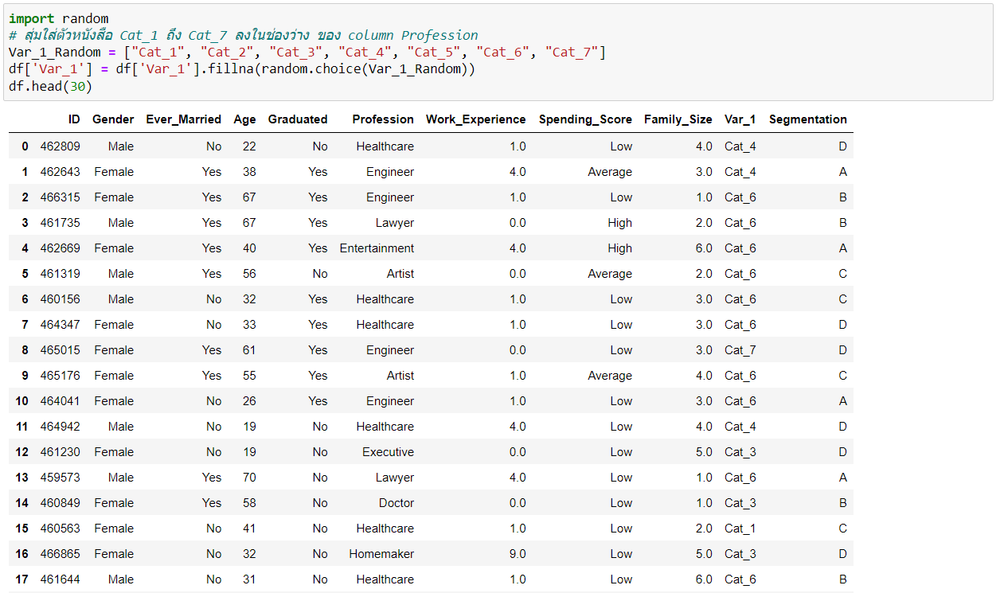 import random
# สุ่มใส่ตัวหนังสือ Cat_1 ถึง Cat_7 ลงในช่องว่าง ของ column Profession
Var_1_Random = ["Cat_1", "Cat_2", "Cat_3", "Cat_4", "Cat_5", "Cat_6", "Cat_7"]
df['Var_1'] = df['Var_1'].fillna(random.choice(Var_1_Random))
df.head(30)
ID Gender Ever_Married Age Graduated Profession Work_Experience Spending_Score Family_Size Var_1 Segmentation
0 462809 Male No 22 No Healthcare 1.0 Low 4.0 Cat_4 D
1 462643 Female Yes 38 Yes Engineer 4.0 Average 3.0 Cat_4 A
2 466315 Female Yes 67 Yes Engineer 1.0 Low 1.0 Cat_6 B
3 461735 Male Yes 67 Yes Lawyer 0.0 High 2.0 Cat_6 B
4 462669 Female Yes 40 Yes Entertainment 4.0 High 6.0 Cat_6 A
5 461319 Male Yes 56 No Artist 0.0 Average 2.0 Cat_6 C
6 460156 Male No 32 Yes Healthcare 1.0 Low 3.0 Cat_6 C
7 464347 Female No 33 Yes Healthcare 1.0 Low 3.0 Cat_6 D
8 465015 Female Yes 61 Yes Engineer 0.0 Low 3.0 Cat_7 D
9 465176 Female Yes 55 Yes Artist 1.0 Average 4.0 Cat_6 C
10 464041 Female No 26 Yes Engineer 1.0 Low 3.0 Cat_6 A
11 464942 Male No 19 No Healthcare 4.0 Low 4.0 Cat_4 D
12 461230 Female No 19 No Executive 0.0 Low 5.0 Cat_3 D
13 459573 Male Yes 70 No Lawyer 4.0 Low 1.0 Cat_6 A
14 460849 Female Yes 58 No Doctor 0.0 Low 1.0 Cat_3 B
15 460563 Female No 41 No Healthcare 1.0 Low 2.0 Cat_1 C
16 466865 Female No 32 No Homemaker 9.0 Low 5.0 Cat_3 D
17 461644 Male No 31 No Healthcare 1.0 Low 6.0 Cat_6 B